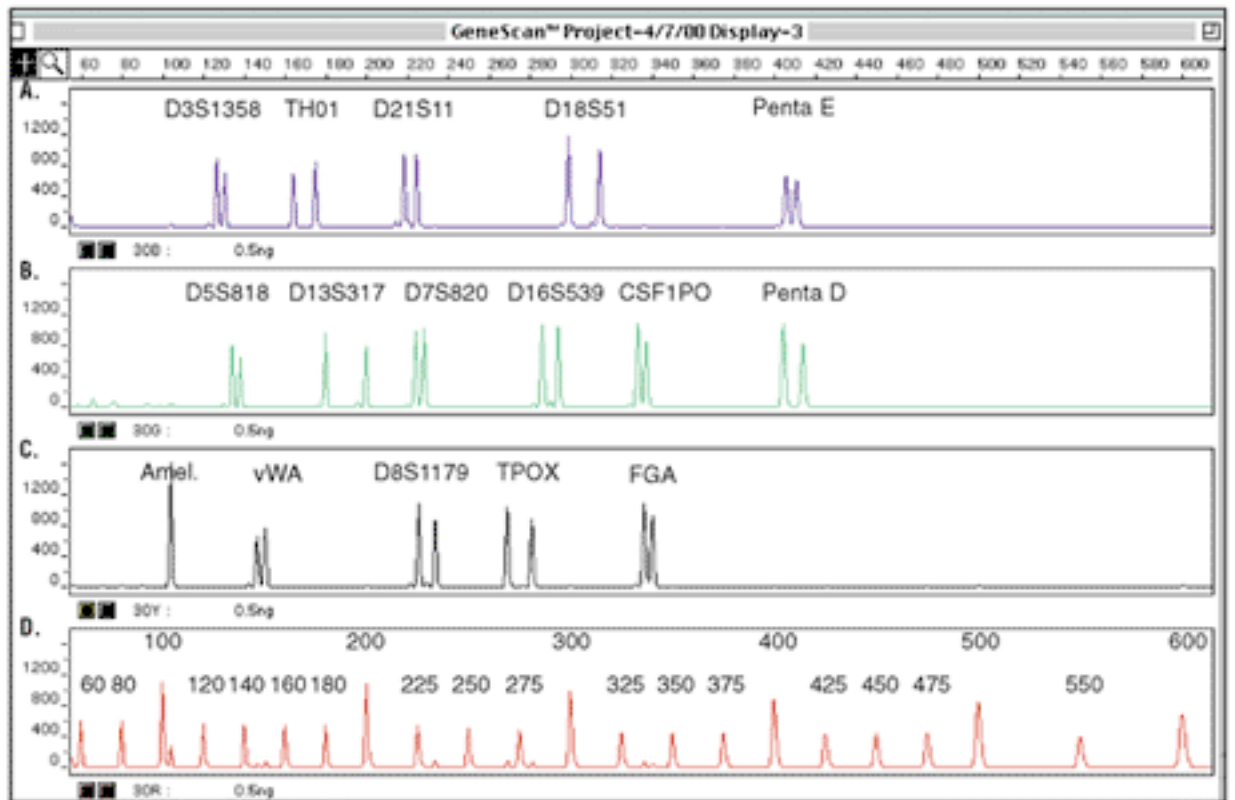 GeneScan™ Project-4/7/00 Display-3
60 80 100 120 140 160 180 200 220 240 260 280 300 320 340 360 380 400 420 440 460 480 500 520 540 560 580 600
A.
D3S1358 TH01 D21S11 D18S51 Penta E
1200
800
400
0
30B : 0.5ng
B.
D5S818 D13S317 D7S820 D16S539 CSF1PO Penta D
1200
800
400
0
30G : 0.5ng
C.
Amel. vWA D8S1179 TPOX FGA
1200
800
400
0
30Y : 0.5ng
D.
100 200 300 400 500 600
1200
60 80 120 140 160 180 225 250 275 325 350 375 425 450 475 550
800
400
0
30R : 0.5ng